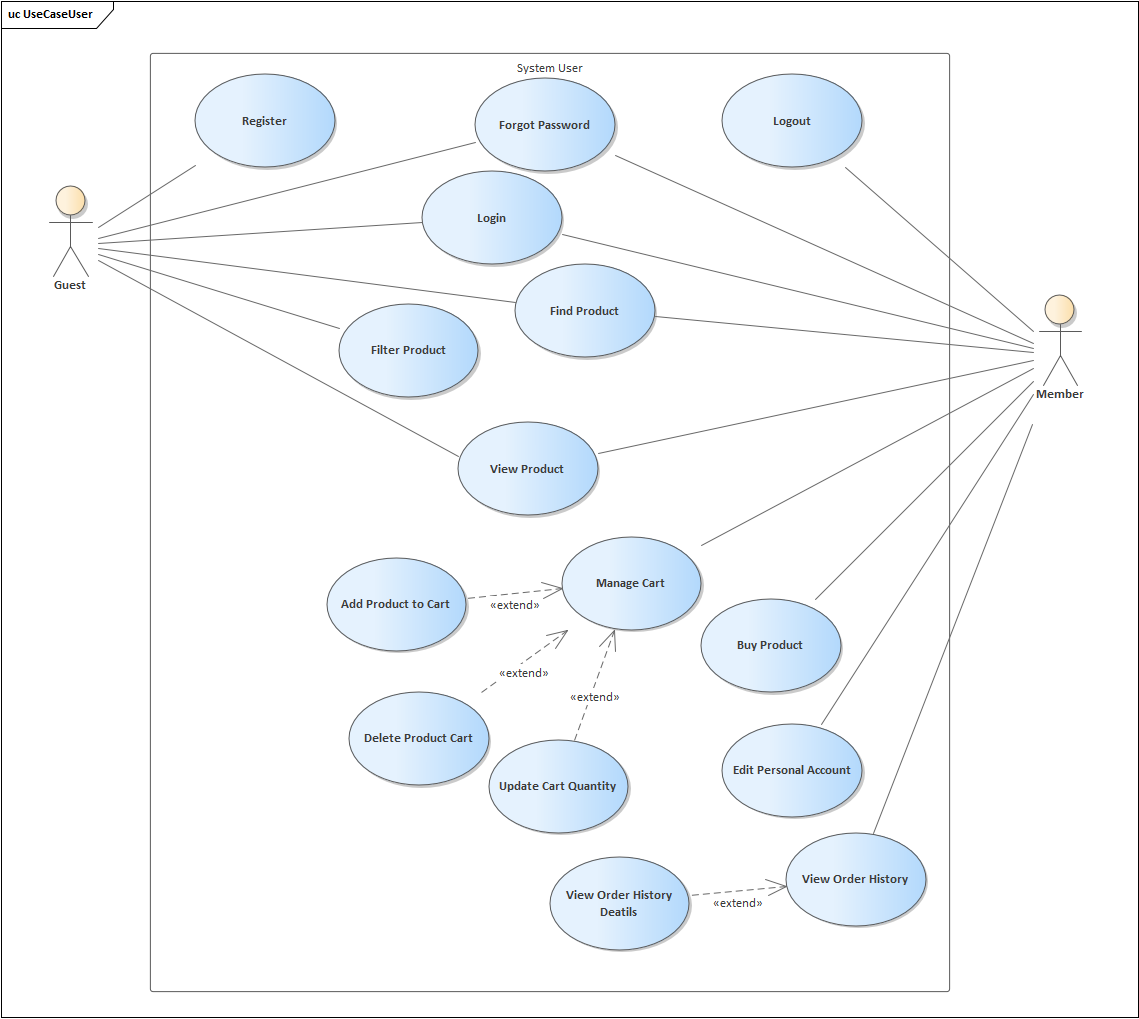 uc UseCaseUser
System User
Register
Forgot Password
Logout
Login
Guest
Find Product
Filter Product
Member
View Product
Manage Cart
Add Product to Cart
«extend»
Buy Product
«extend»
«extend»
Delete Product Cart
Update Cart Quantity
Edit Personal Account
View Order History
Deatils
«extend»
View Order History